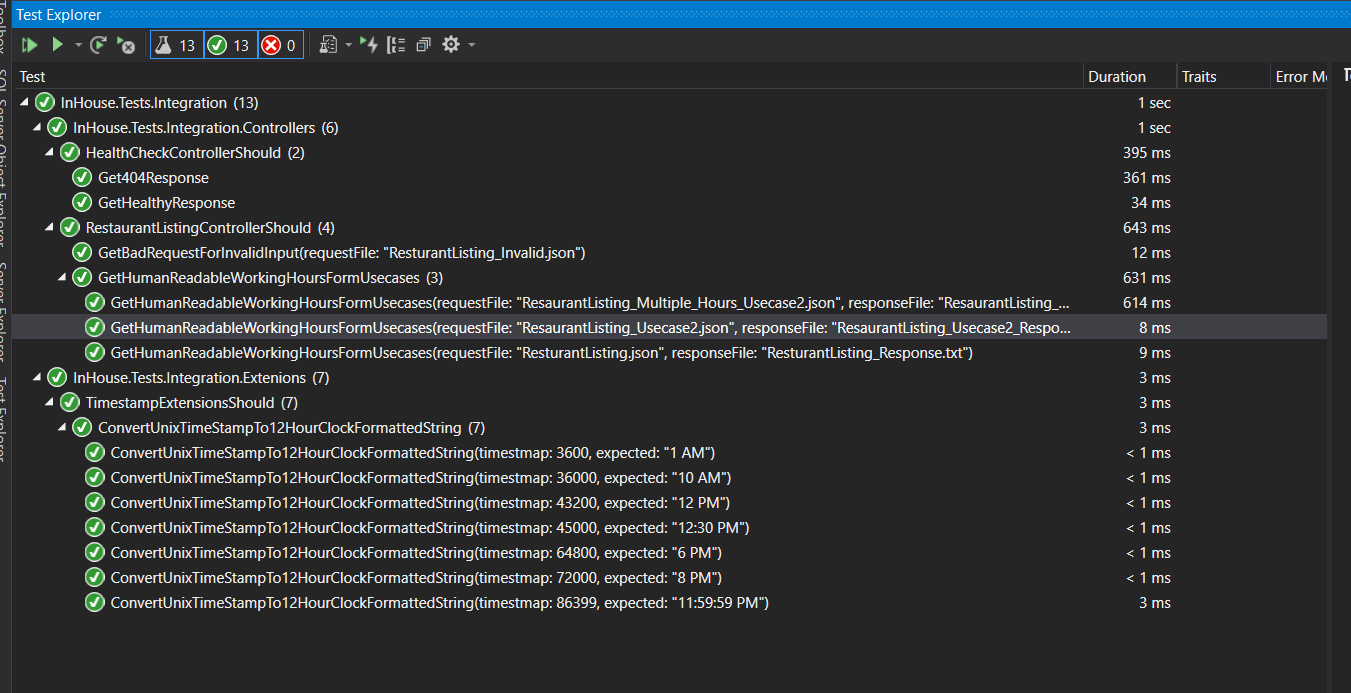 Test Explorer
13 13 0
Test Duration Traits Error M
InHouse.Tests.Integration (13) 1 sec
InHouse.Tests.Integration.Controllers (6) 1 sec
HealthCheckControllerShould (2) 395 ms
Get404Response 361 ms
GetHealthyResponse 34 ms
RestaurantListingControllerShould (4) 643 ms
GetBadRequestForInvalidInput(requestFile: "ResturantListing_Invalid.json") 12 ms
GetHumanReadableWorkingHoursFormUsecases (3) 631 ms
GetHumanReadableWorkingHoursFormUsecases(requestFile: "ResaurantListing_Multiple_Hours_Usecase2.json", responseFile: "ResaurantListing_... 614 ms
GetHumanReadableWorkingHoursFormUsecases(requestFile: "ResaurantListing_Usecase2.json", responseFile: "ResaurantListing_Usecase2_Respo... 8 ms
GetHumanReadableWorkingHoursFormUsecases(requestFile: "ResturantListing.json", responseFile: "ResturantListing_Response.txt") 9 ms
InHouse.Tests.Integration.Extenions (7) 3 ms
TimestampExtensionsShould (7) 3 ms
ConvertUnixTimeStampTo12HourClockFormattedString (7) 3 ms
ConvertUnixTimeStampTo12HourClockFormattedString(timestmap: 3600, expected: "1 AM") < 1 ms
ConvertUnixTimeStampTo12HourClockFormattedString(timestmap: 36000, expected: "10 AM") < 1 ms
ConvertUnixTimeStampTo12HourClockFormattedString(timestmap: 43200, expected: "12 PM") < 1 ms
ConvertUnixTimeStampTo12HourClockFormattedString(timestmap: 45000, expected: "12:30 PM") < 1 ms
ConvertUnixTimeStampTo12HourClockFormattedString(timestmap: 64800, expected: "6 PM") < 1 ms
ConvertUnixTimeStampTo12HourClockFormattedString(timestmap: 72000, expected: "8 PM") < 1 ms
ConvertUnixTimeStampTo12HourClockFormattedString(timestmap: 86399, expected: "11:59:59 PM") 3 ms